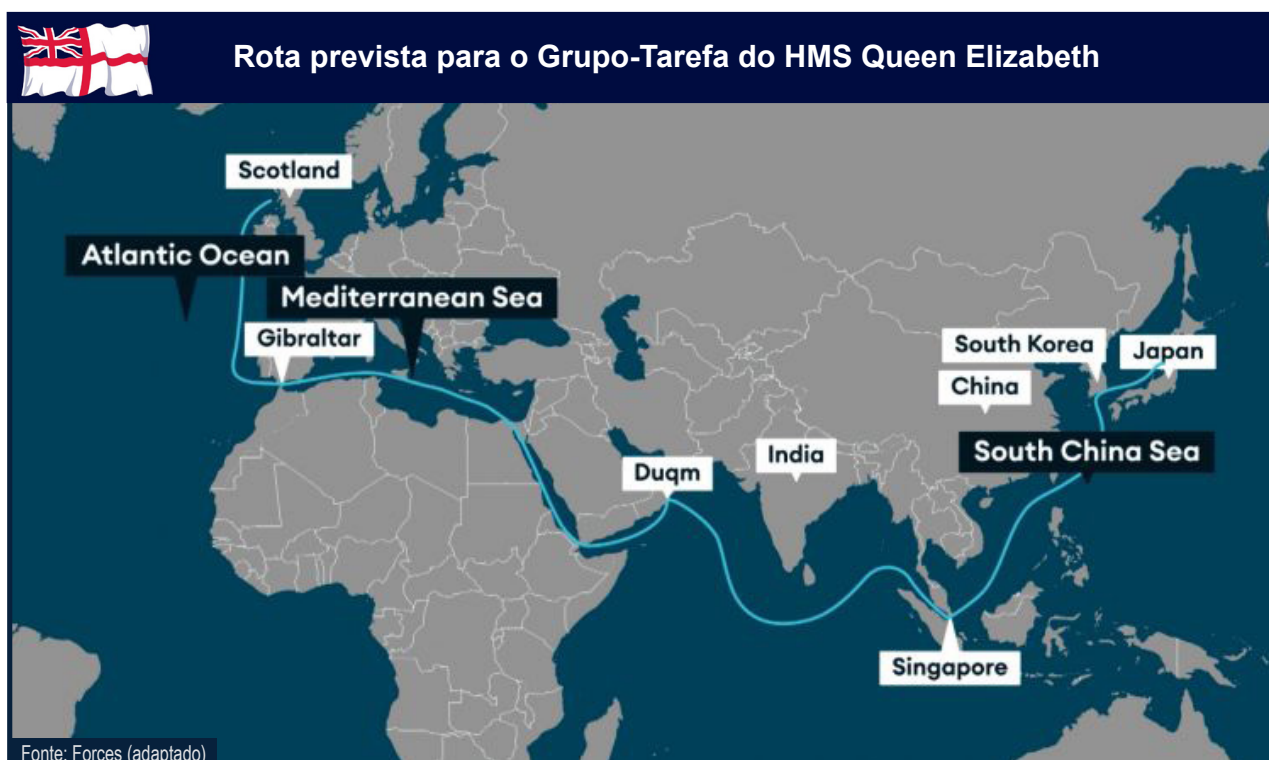 Rota prevista para o Grupo-Tarefa do HMS Queen Elizabeth
Scotland
Atlantic Ocean
Mediterranean Sea
Gibraltar
South Korea
Japan
China
India
South China Sea
Duqm
Singapore
Fonte: Forces (adaptado)